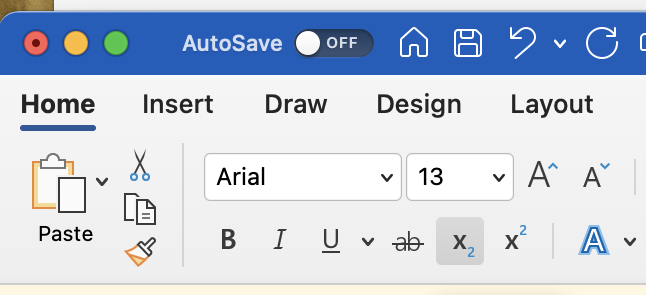 AutoSave OFF
Home Insert Draw Design Layout
Paste
Arial 13 A A
B I U ab x2 x2 A